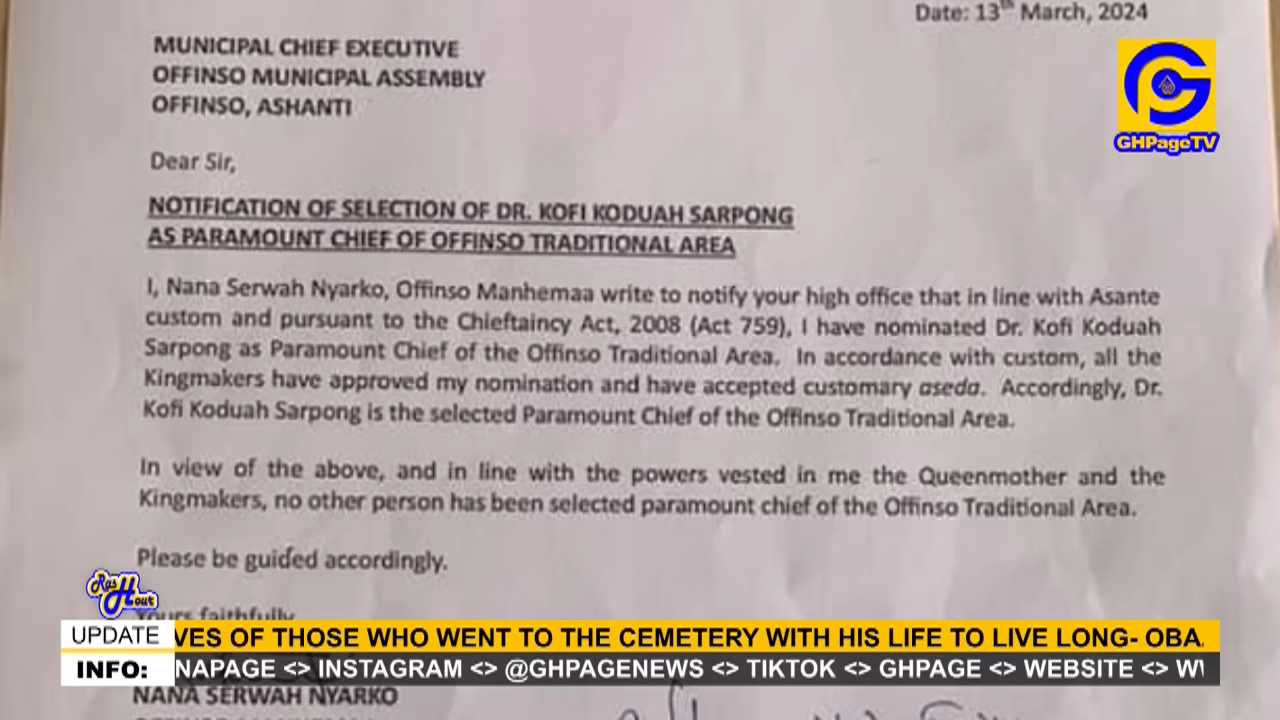 Date: 13th March, 2024
MUNICIPAL CHIEF EXECUTIVE
OFFINSO MUNICIPAL ASSEMBLY
OFFINSO, ASHANTI
GHPageTV
Dear Sir,
NOTIFICATION OF SELECTION OF DR. KOFI KODUAH SARPONG
AS PARAMOUNT CHIEF OF OFFINSO TRADITIONAL AREA
I, Nana Serwah Nyarko, Offinso Manhemaa write to notify your high office that in line with Asante
custom and pursuant to the Chieftaincy Act, 2008 (Act 759), I have nominated Dr. Kofi Koduah
Sarpong as Paramount Chief of the Offinso Traditional Area. In accordance with custom, all the
Kingmakers have approved my nomination and have accepted customary aseda. Accordingly, Dr.
Kofi Koduah Sarpong is the selected Paramount Chief of the Offinso Traditional Area.
In view of the above, and in line with the powers vested in me the Queenmother and the
Kingmakers, no other person has been selected paramount chief of the Offinso Traditional Area.
Please be guided accordingly.
Ras Hour
Yours faithfully
UPDATE VES OF THOSE WHO WENT TO THE CEMETERY WITH HIS LIFE TO LIVE LONG- OBA
INFO: NAPAGE <> INSTAGRAM <> @GHPAGENEWS <> TIKTOK <> GHPAGE <> WEBSITE <> W
NANA SERWAH NYARKO